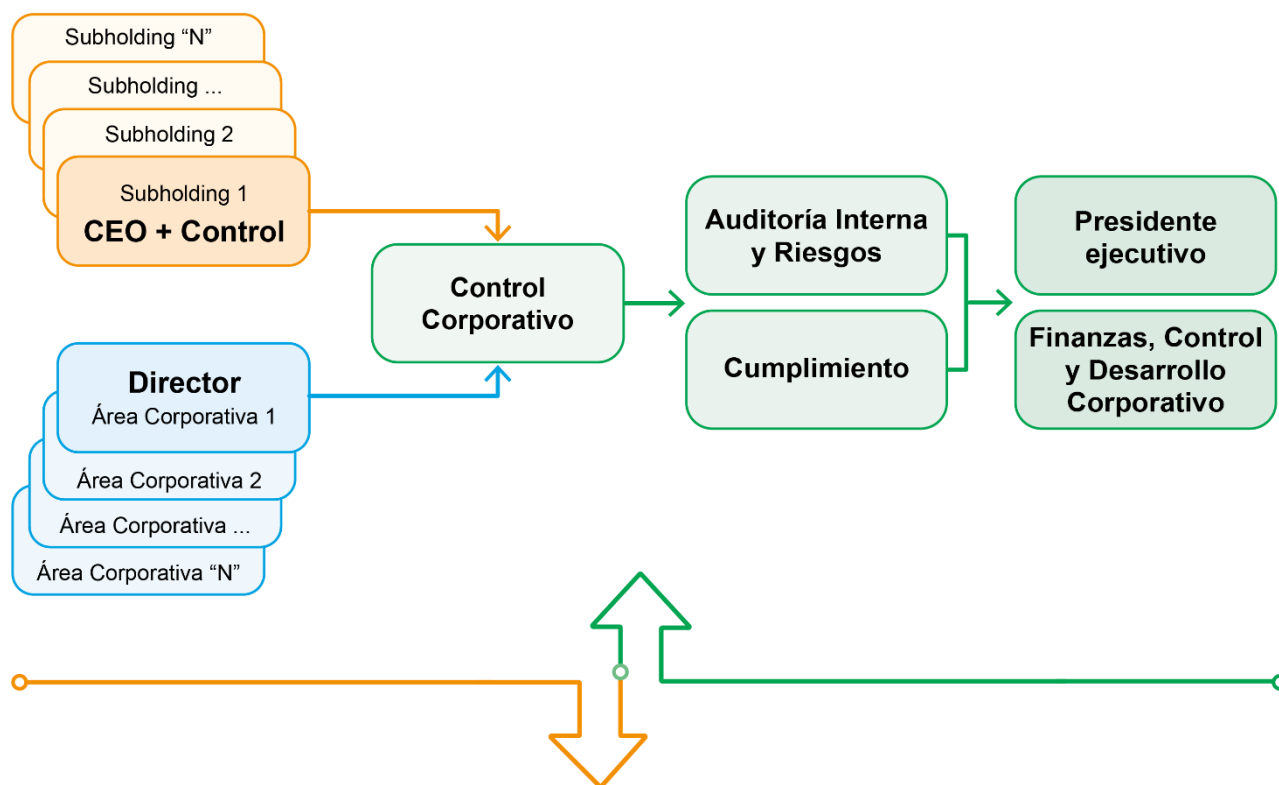 Subholding “N”
Subholding ...
Subholding 2
Subholding 1
CEO + Control
Director
Área Corporativa 1
Área Corporativa 2
Área Corporativa ...
Área Corporativa “N”
Control
Corporativo
Auditoría Interna
y Riesgos
Cumplimiento
Presidente
ejecutivo
Finanzas, Control
y Desarrollo
Corporativo